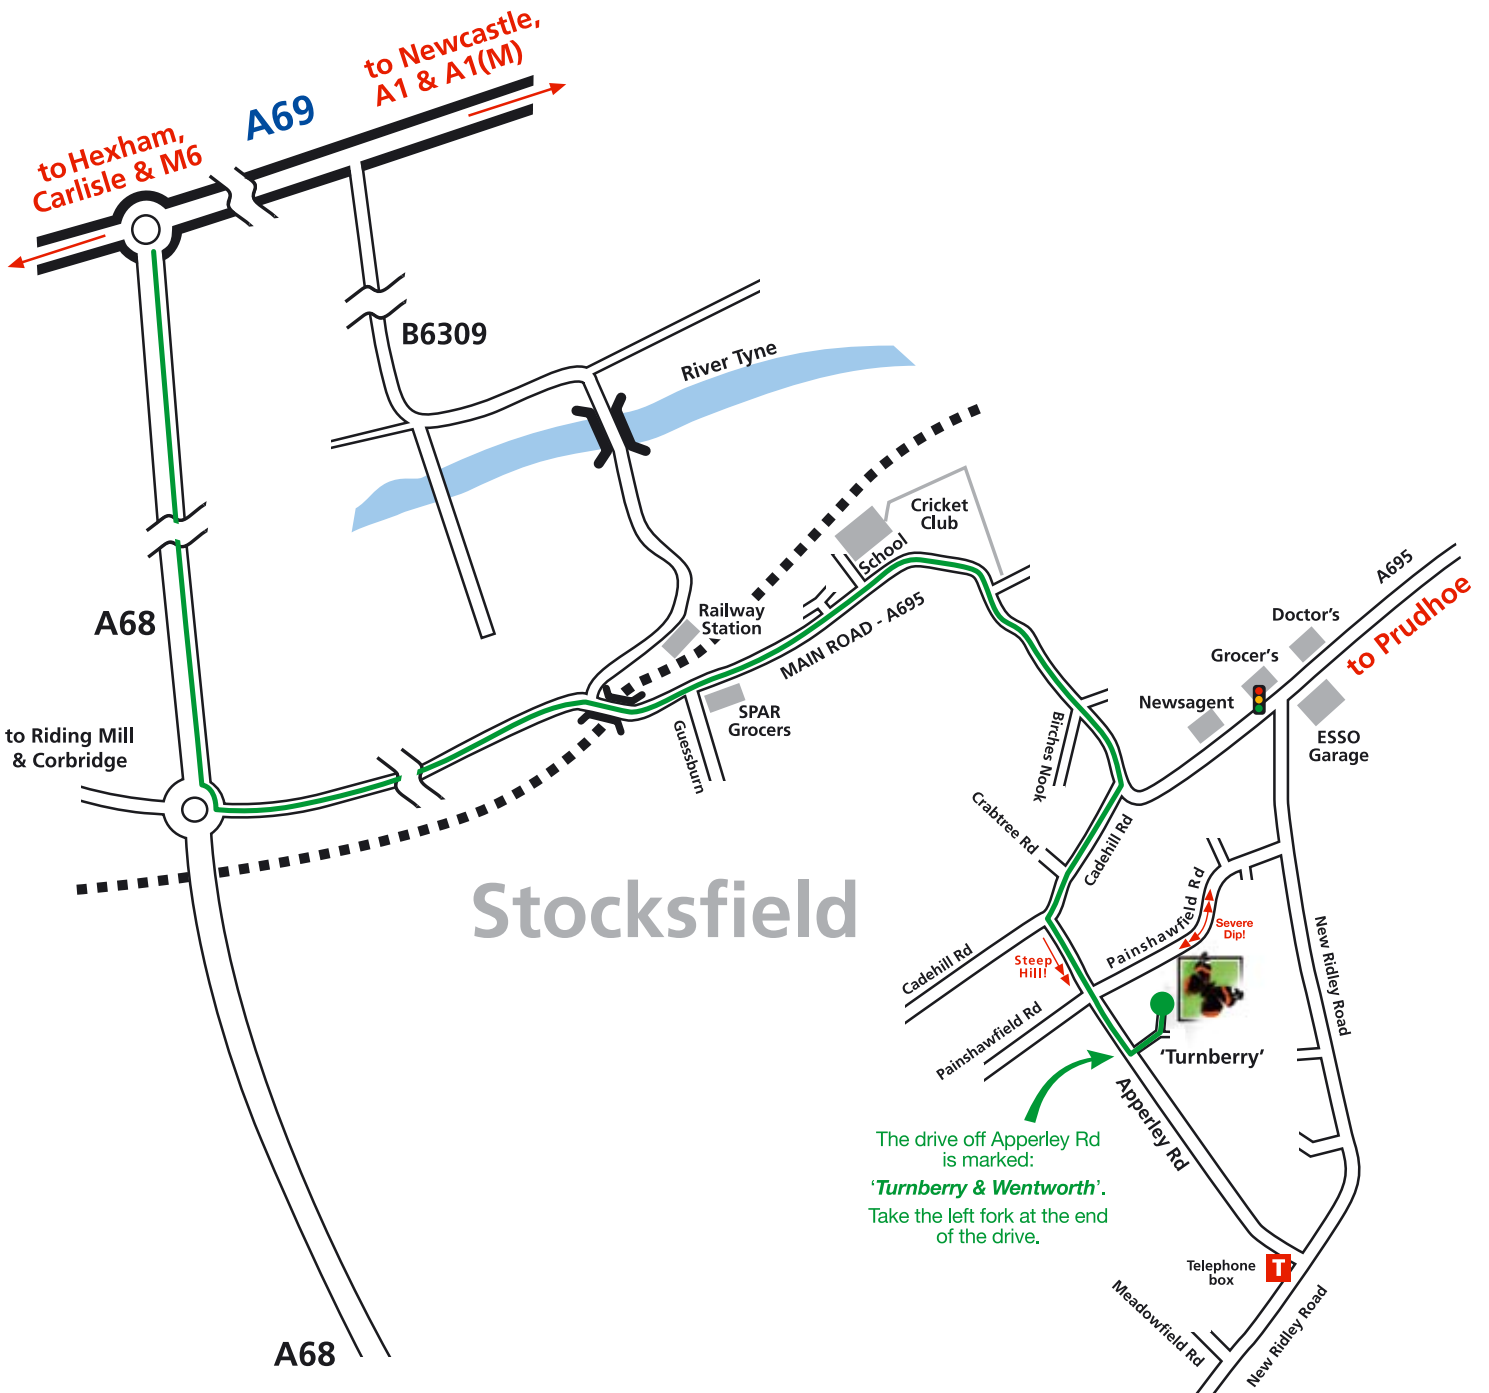 to Newcastle,
A1 & A1(M)
A69
to Hexham,
Carlisle & M6
B6309
River Tyne
Cricket
Club
School
A695
Railway
Station
MAIN ROAD - A695
Doctor's
to Prudhoe
A68
Grocer's
Newsagent
SPAR
Grocers
Guessburn
Birches Nook
ESSO
Garage
to Riding Mill
& Corbridge
Crabtree Rd
Cadehill Rd
Stocksfield
Painshawfield Rd
Severe
Dip!
New Ridley Road
Cadehill Rd
Steep
Hill!
Painshawfield Rd
'Turnberry'
Apperley Rd
The drive off Apperley Rd
is marked:
‘Turnberry & Wentworth’.
Take the left fork at the end
of the drive.
Telephone
box
T
Meadowfield Rd
New Ridley Road
A68